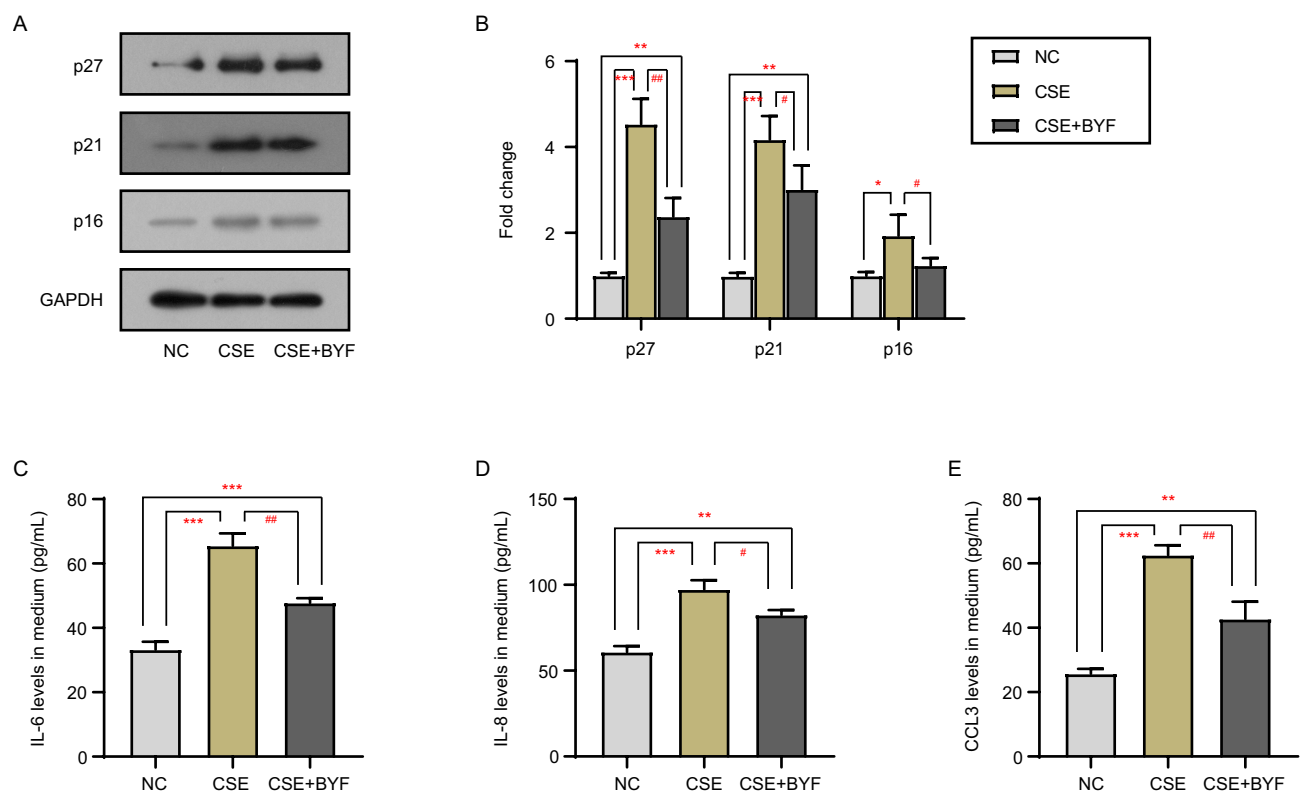 A
p27
p21
p16
GAPDH
NC CSE CSE+BYF
B
Fold change
6
4
2
0
**
*** ##
**
*** #
* #
p27 p21 p16
NC
CSE
CSE+BYF
C
IL-6 levels in medium (pg/mL)
80
60
40
20
0
***
*** ##
NC CSE CSE+BYF
D
IL-8 levels in medium (pg/mL)
150
100
50
0
**
*** #
NC CSE CSE+BYF
E
CCL3 levels in medium (pg/mL)
80
60
40
20
0
**
*** ##
NC CSE CSE+BYF